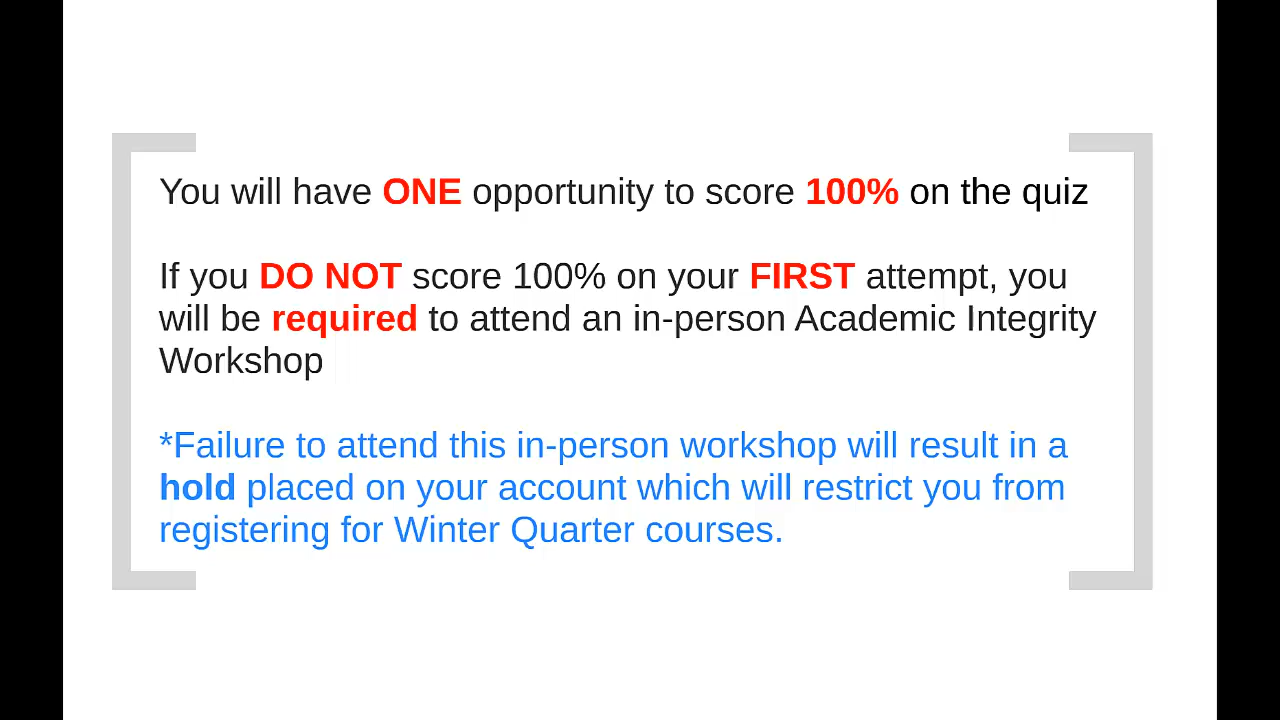 You will have ONE opportunity to score 100% on the quiz
If you DO NOT score 100% on your FIRST attempt, you
will be required to attend an in-person Academic Integrity
Workshop
*Failure to attend this in-person workshop will result in a
hold placed on your account which will restrict you from
registering for Winter Quarter courses.